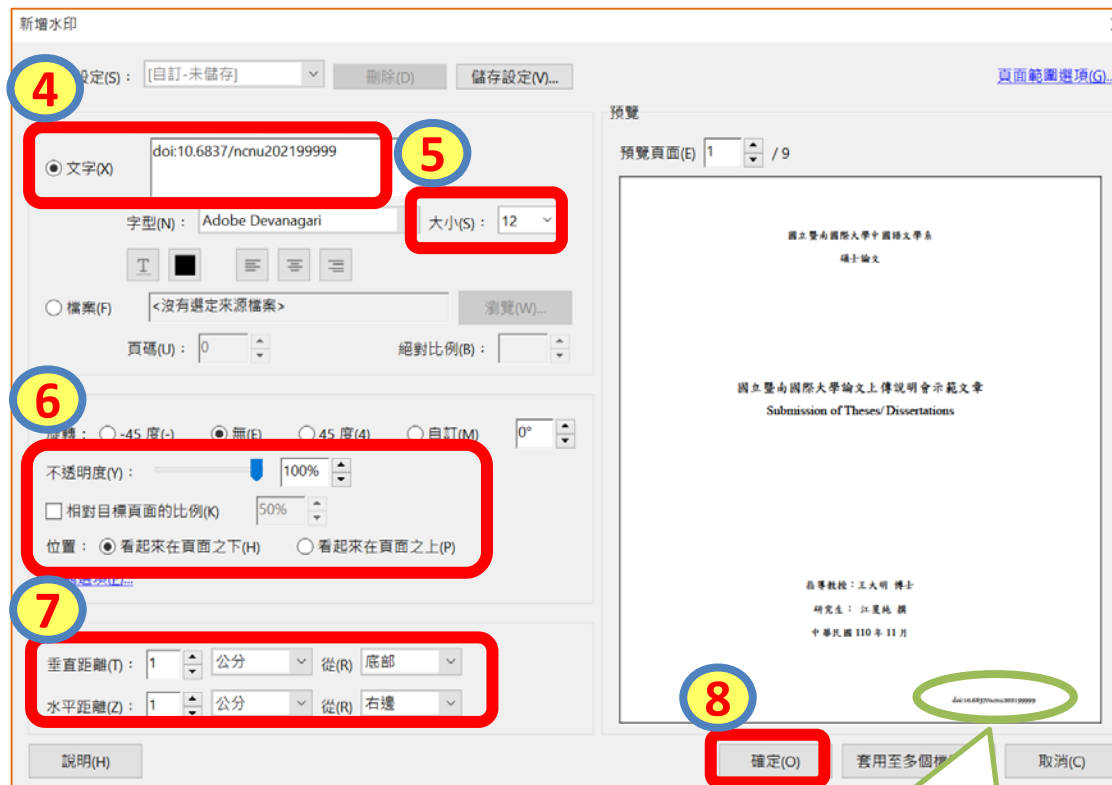 新增水印
4
設定(S)： [自訂-未儲存] 刪除(D) 儲存設定(V)... 頁面範圍選項(G)...
文字(X) doi:10.6837/ncnu202199999
5
字型(N)： Adobe Devanagari 大小(S)： 12
T
檔案(F) <沒有選定來源檔案> 瀏覽(W)...
頁碼(U)： 0 絕對比例(B)：
6
旋轉： -45 度(-) 無(E) 45 度(4) 自訂(M) 0°
不透明度(Y)： 100%
相對目標頁面的比例(K) 50%
位置： 看起來在頁面之下(H) 看起來在頁面之上(P)
7
垂直距離(T)： 1 公分 從(R) 底部
水平距離(Z)： 1 公分 從(R) 右邊
說明(H)
預覽
預覽頁面(E) 1 / 9
國立暨南國際大學中國語文學系
碩士論文
國立暨南國際大學論文上傳說明會示範文章
Submission of Theses/ Dissertations
指導教授：王大明 博士
研究生： 江 純 撰
中華民國 110 年 11 月
doi:10.6837/ncnu202199999
8
確定(O) 套用至多個 取消(C)